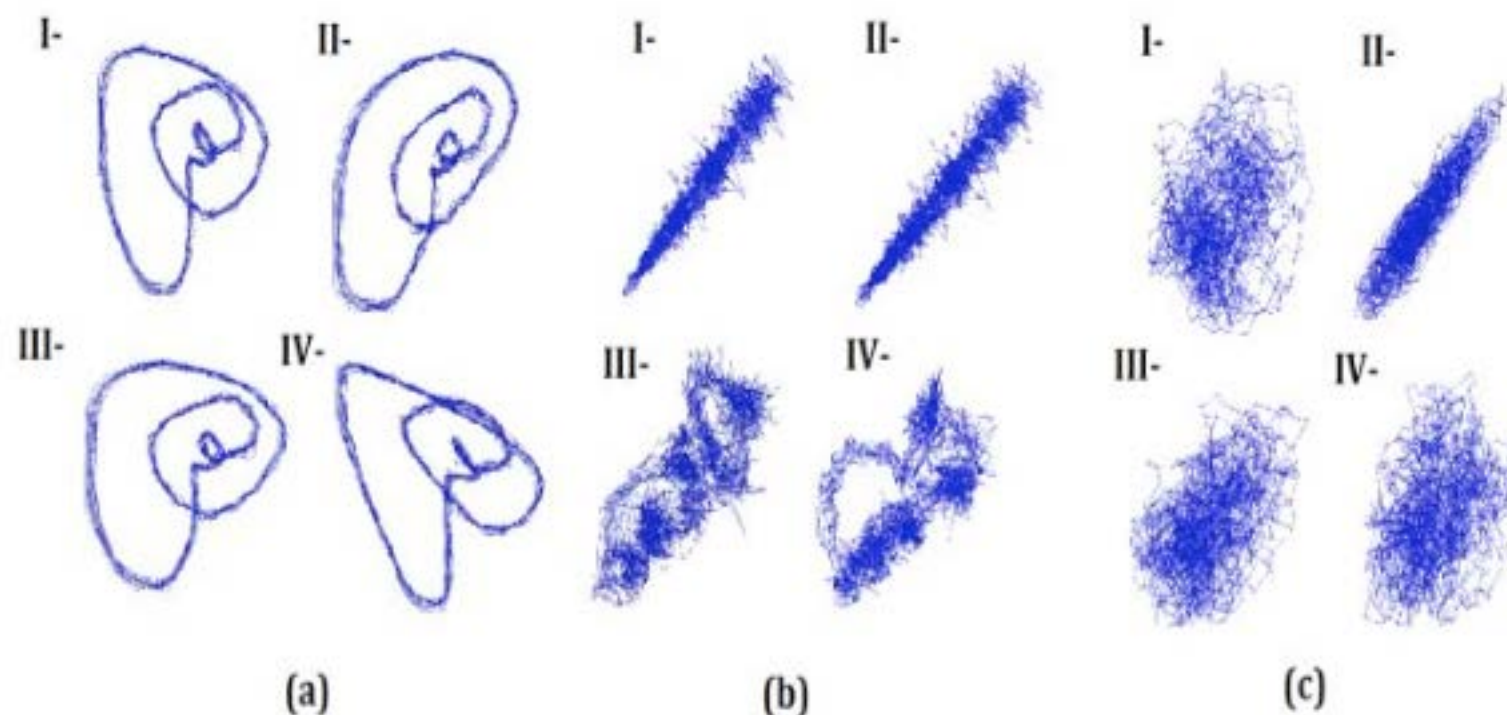 I- II- I- II- I- II-
III- IV- III- IV- III- IV-
(a) (b) (c)